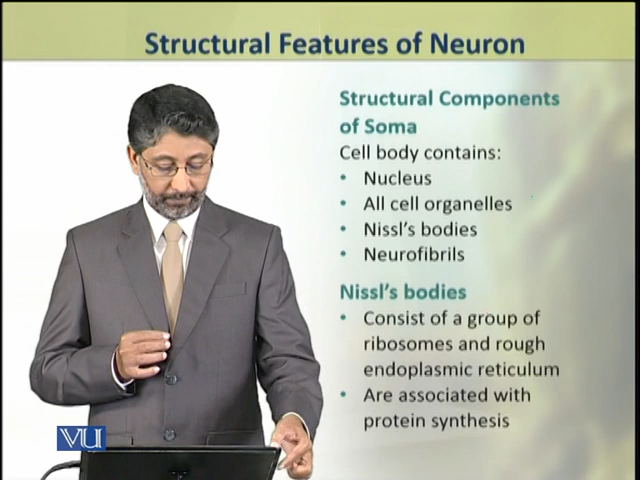 Structural Features of Neuron
Structural Components
of Soma
Cell body contains:
• Nucleus
• All cell organelles
• Nissl’s bodies
• Neurofibrils
Nissl’s bodies
• Consist of a group of
ribosomes and rough
endoplasmic reticulum
• Are associated with
protein synthesis
VU